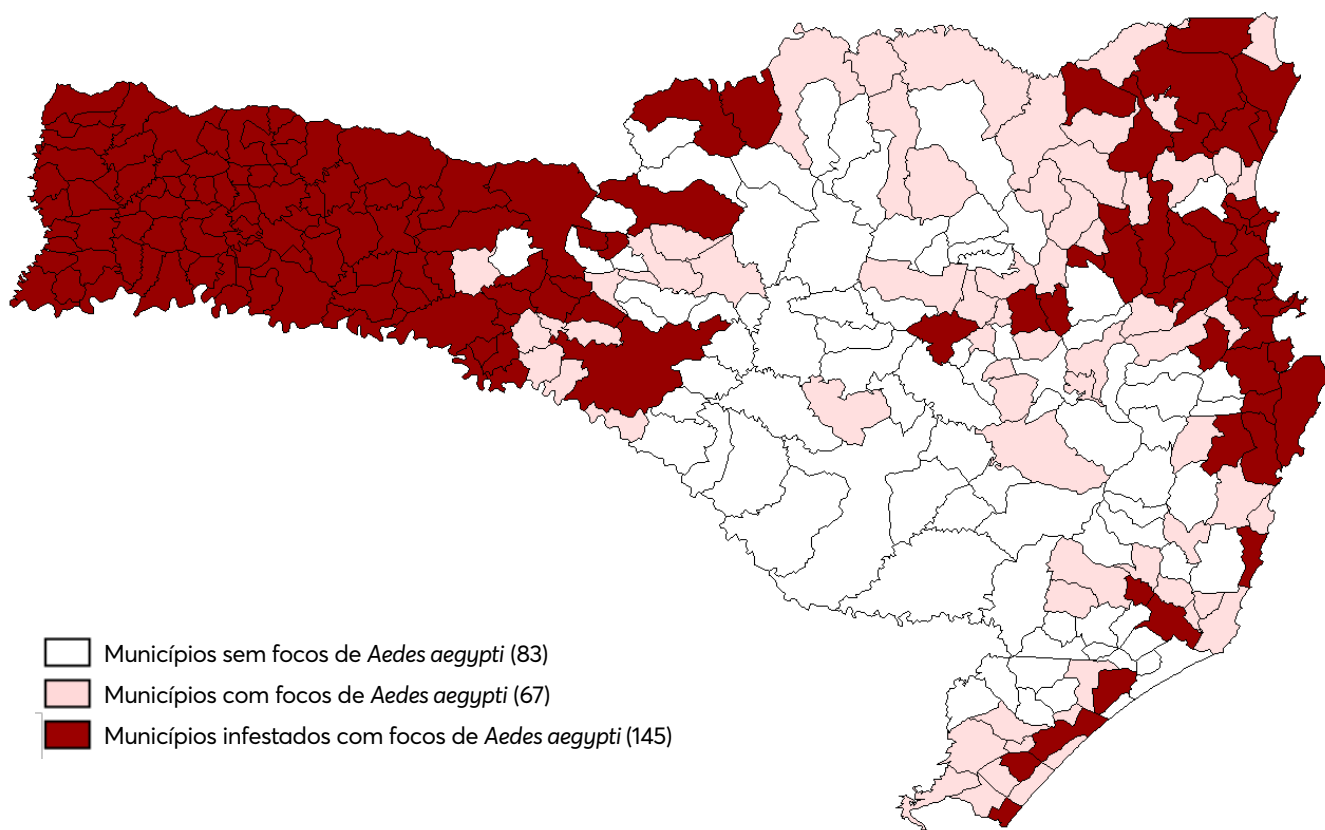 Municípios sem focos de Aedes aegypti (83)
Municípios com focos de Aedes aegypti (67)
Municípios infestados com focos de Aedes aegypti (145)